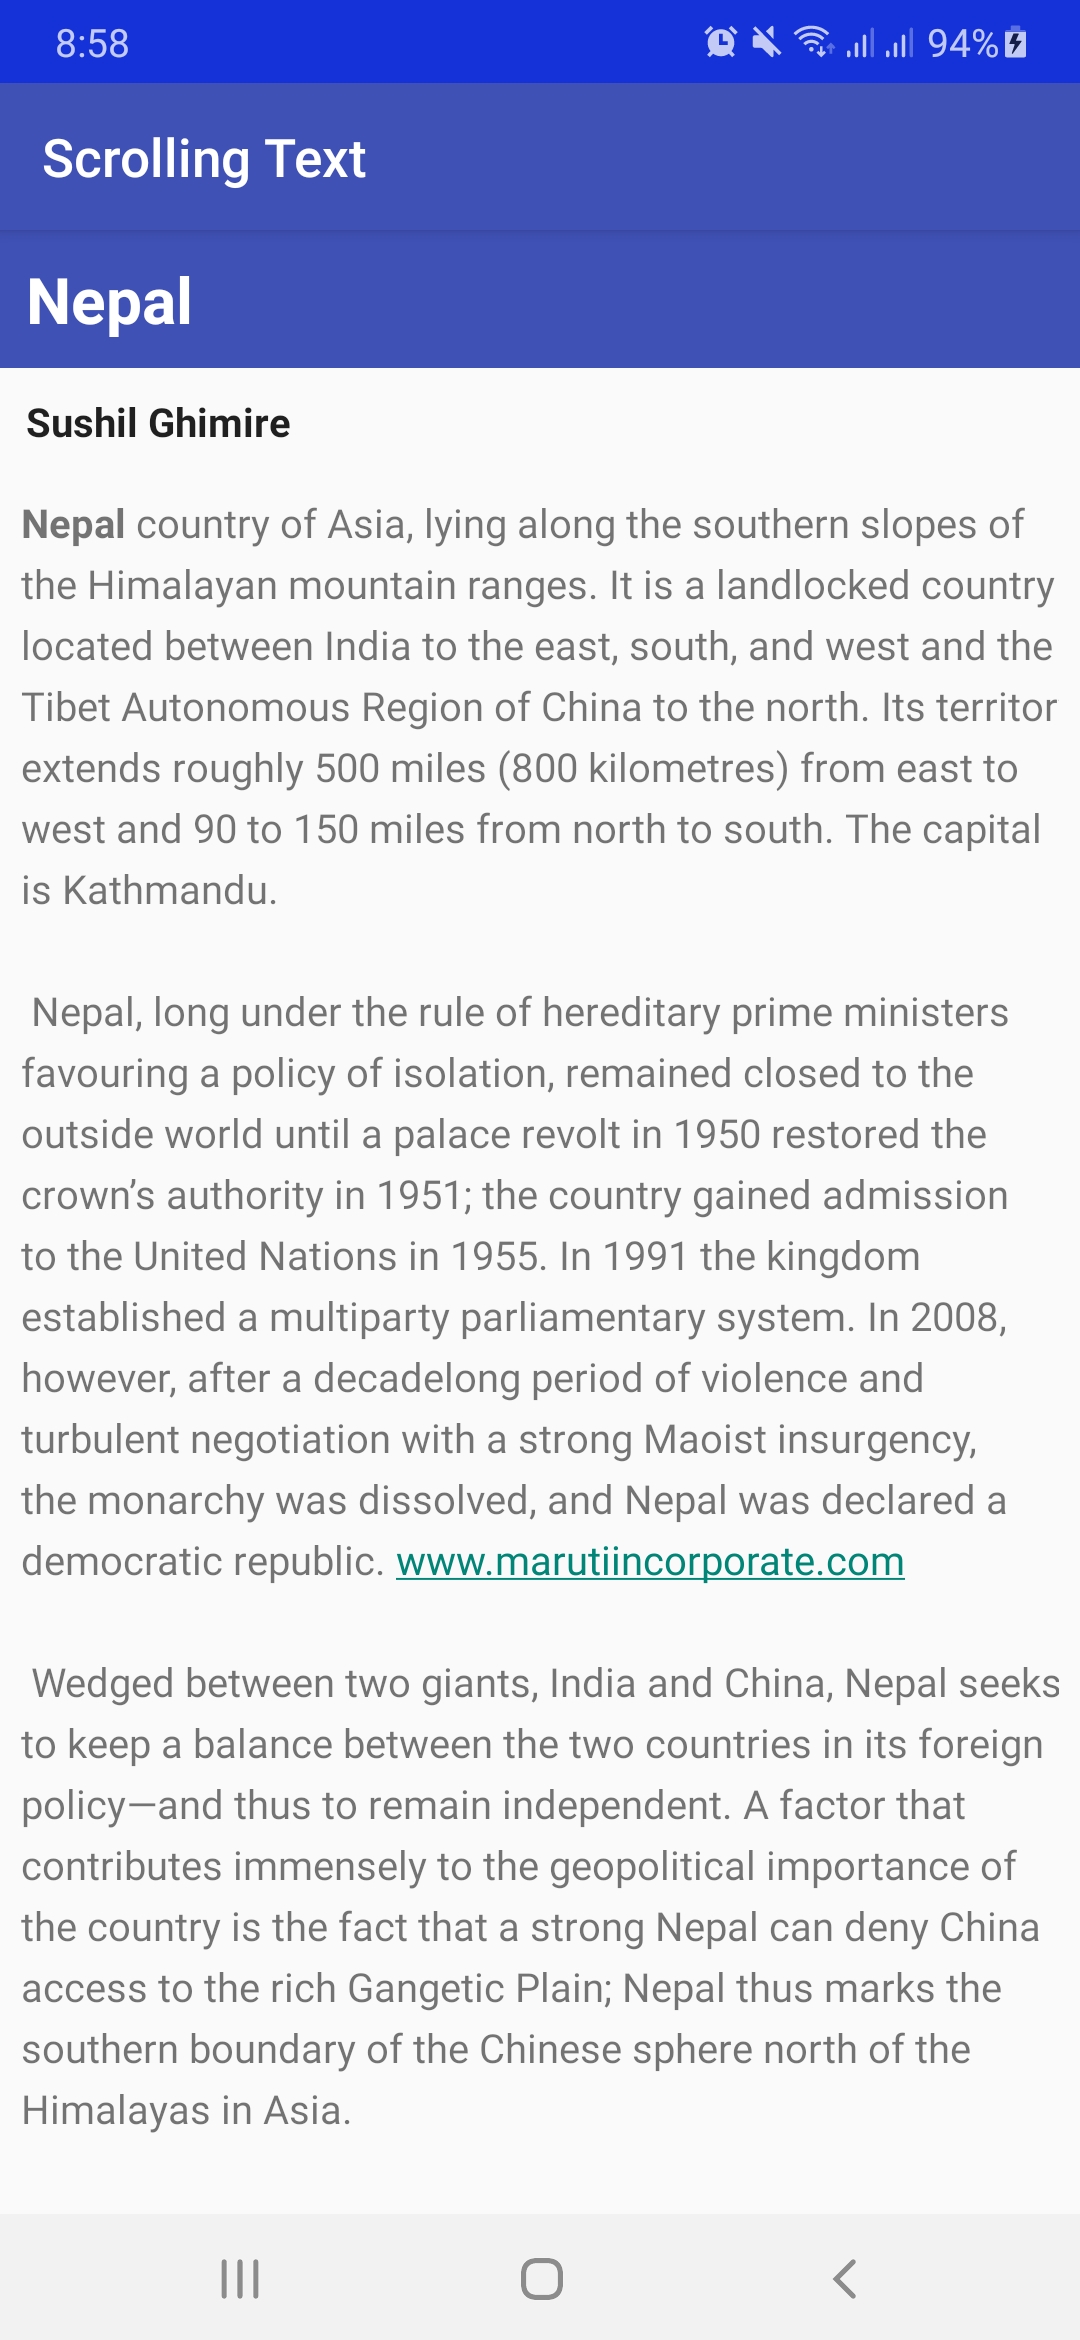 8:58
94%
Scrolling Text
Nepal
Sushil Ghimire
Nepal country of Asia, lying along the southern slopes of
the Himalayan mountain ranges. It is a landlocked country
located between India to the east, south, and west and the
Tibet Autonomous Region of China to the north. Its territor
extends roughly 500 miles (800 kilometres) from east to
west and 90 to 150 miles from north to south. The capital
is Kathmandu.
Nepal, long under the rule of hereditary prime ministers
favouring a policy of isolation, remained closed to the
outside world until a palace revolt in 1950 restored the
crown’s authority in 1951; the country gained admission
to the United Nations in 1955. In 1991 the kingdom
established a multiparty parliamentary system. In 2008,
however, after a decadelong period of violence and
turbulent negotiation with a strong Maoist insurgency,
the monarchy was dissolved, and Nepal was declared a
democratic republic. www.marutiincorporate.com
Wedged between two giants, India and China, Nepal seeks
to keep a balance between the two countries in its foreign
policy—and thus to remain independent. A factor that
contributes immensely to the geopolitical importance of
the country is the fact that a strong Nepal can deny China
access to the rich Gangetic Plain; Nepal thus marks the
southern boundary of the Chinese sphere north of the
Himalayas in Asia.